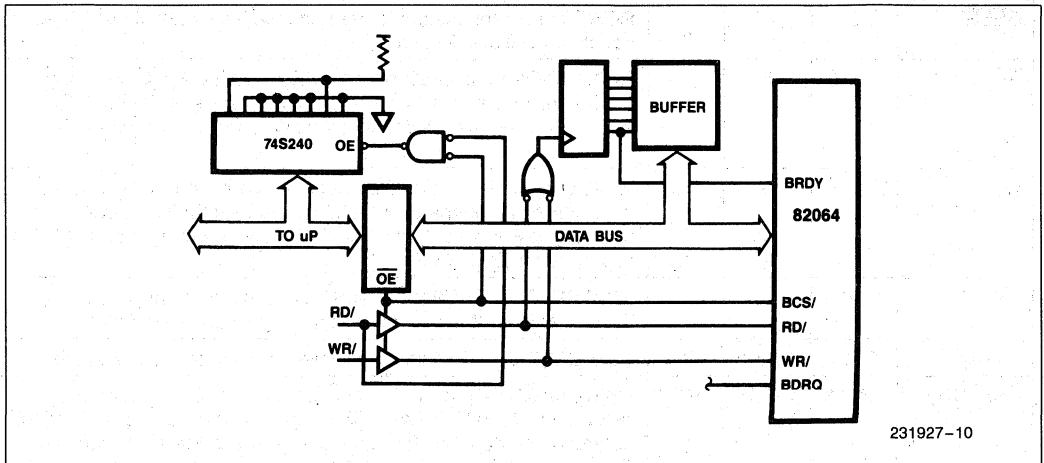 BUFFER
74S240
OE
BRDY
82064
TO uP
DATA BUS
OE
BCS/
RD/
RD/
WR/
WR/
BDRQ
231927-10